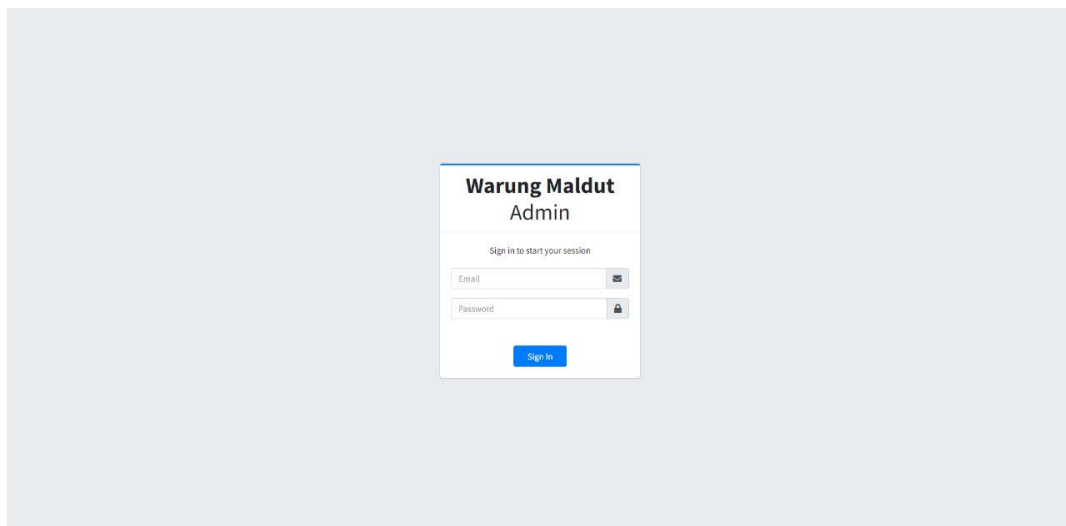 Warung Maldut
Admin
Sign in to start your session
Email
Password
Sign In